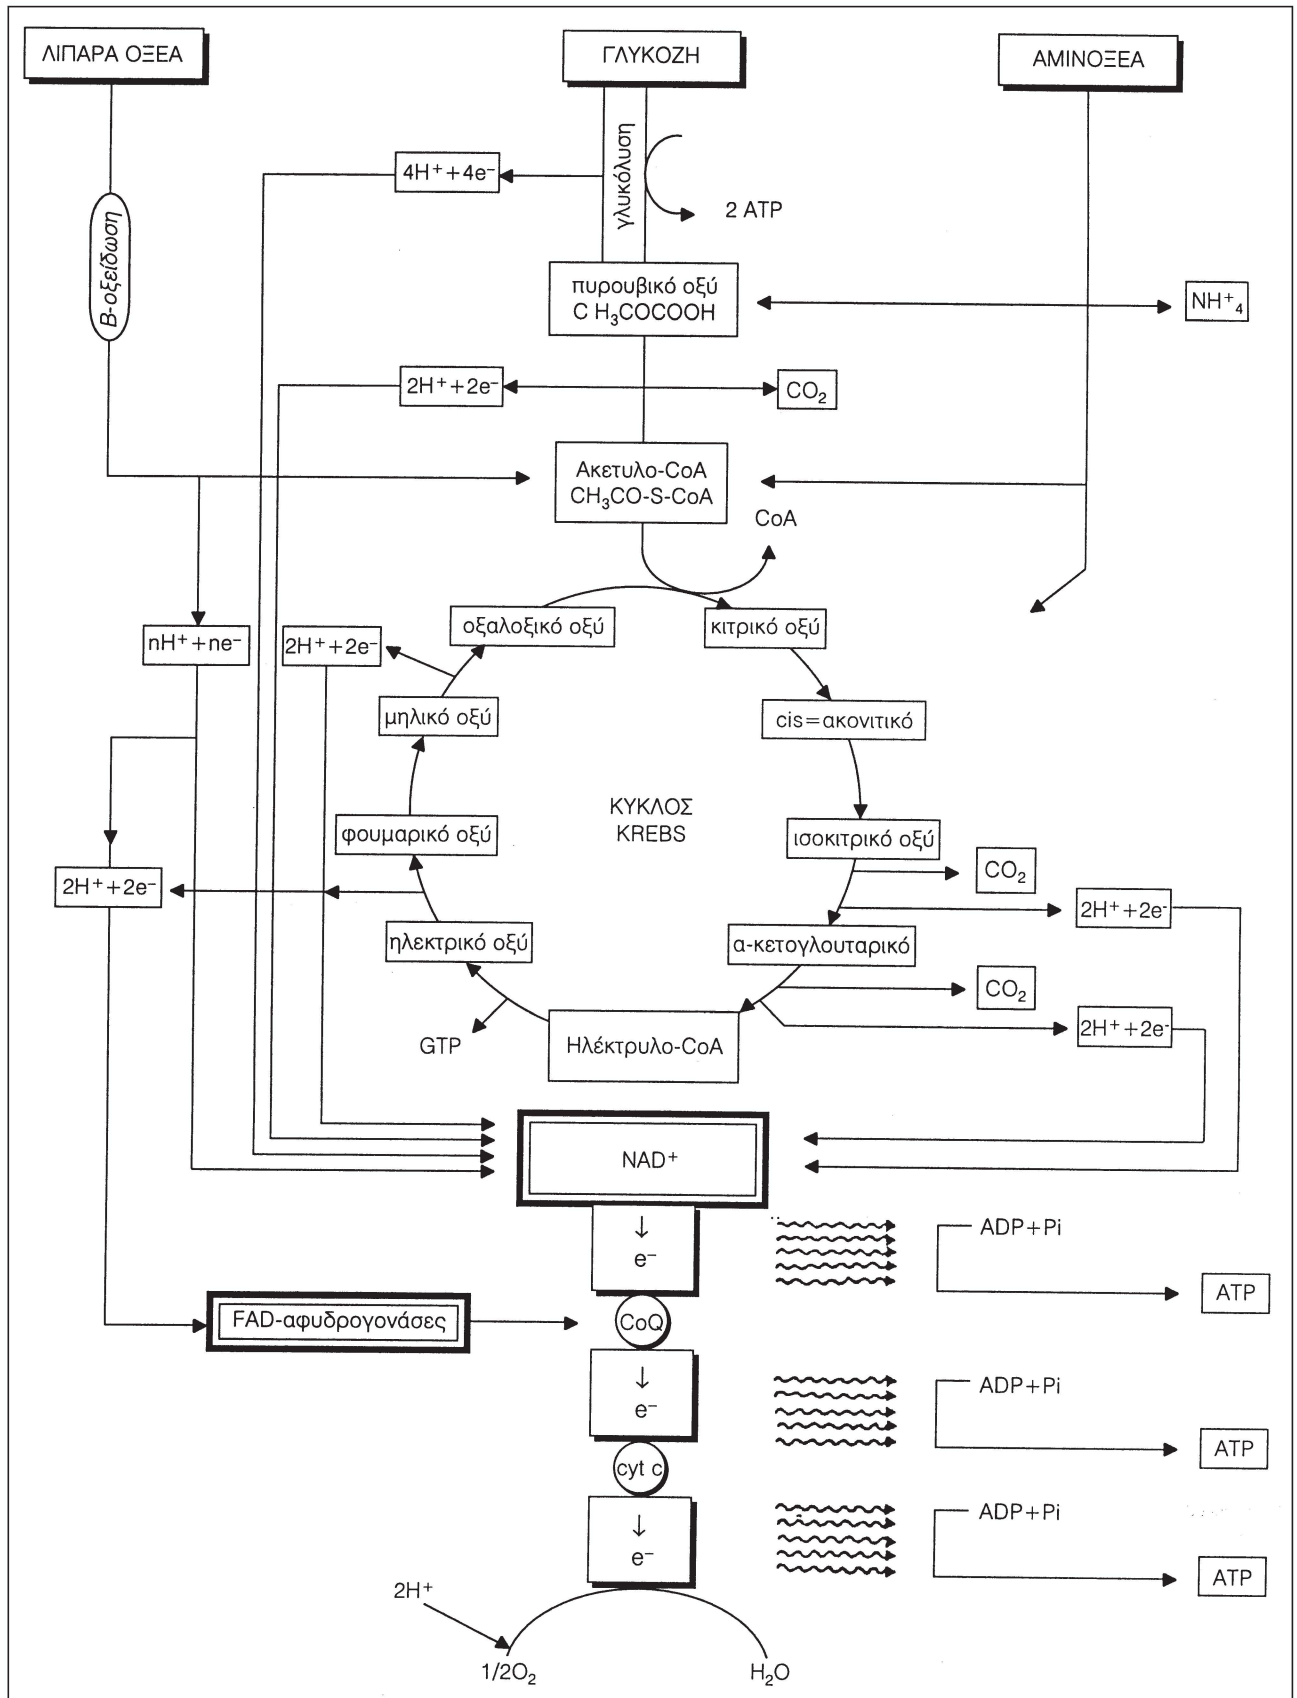 ΛΙΠΑΡΑ ΟΞΕΑ
ΓΛΥΚΟΖΗ
ΑΜΙΝΟΞΕΑ
γλυκόλυση
4H⁺+4e⁻
2 ATP
Β-οξείδωση
πυρουβικό οξύ
C H₃COCOOH
NH⁺₄
2H⁺+2e⁻
CO₂
Ακετυλο-CoA
CH₃CO-S-CoA
CoA
οξαλοξικό οξύ
κιτρικό οξύ
nH⁺+ne⁻
2H⁺+2e⁻
μηλικό οξύ
cis=ακονιτικό
ΚΥΚΛΟΣ
KREBS
φουμαρικό οξύ
ισοκιτρικό οξύ
CO₂
2H⁺+2e⁻
2H⁺+2e⁻
ηλεκτρικό οξύ
α-κετογλουταρικό
CO₂
2H⁺+2e⁻
GTP
Ηλέκτρυλο-CoA
NAD⁺
↓
e⁻
ADP+Pi
ATP
FAD-αφυδρογονάσες
CoQ
↓
e⁻
ADP+Pi
ATP
cyt c
↓
e⁻
ADP+Pi
ATP
2H⁺
1/2O₂
H₂O